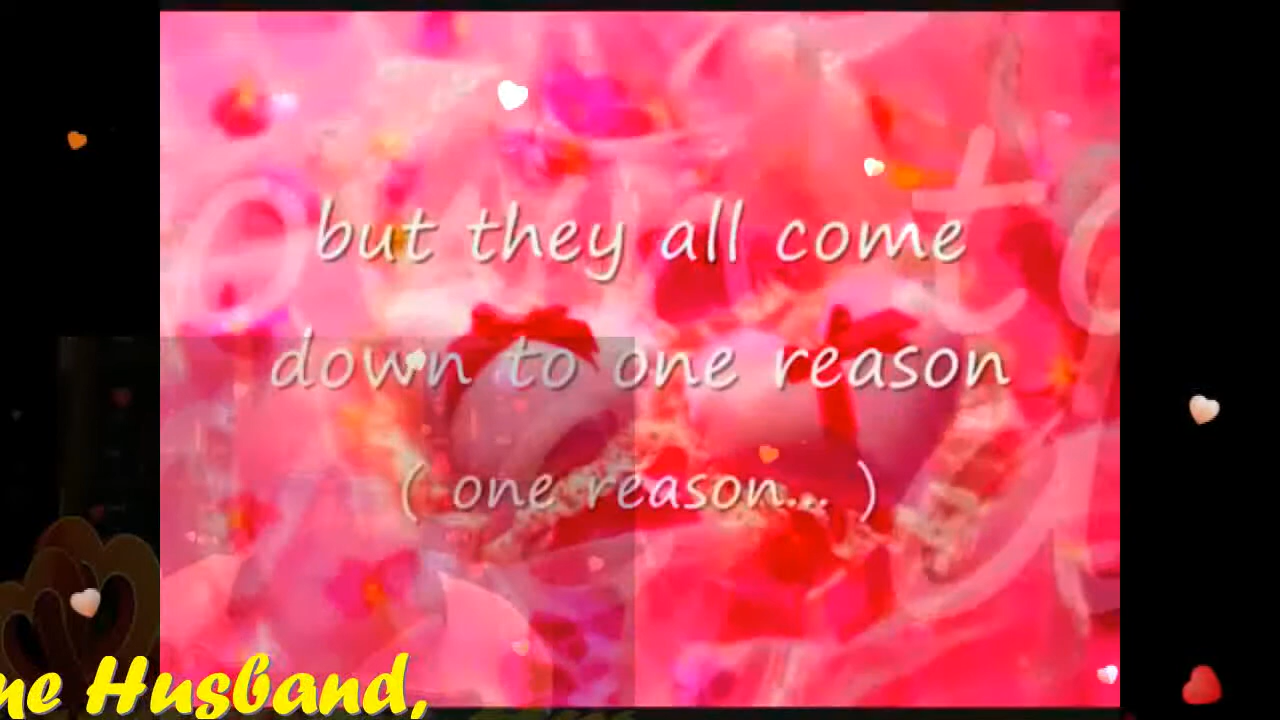 but they all come
down to one reason
( one reason... )
ne Husband,